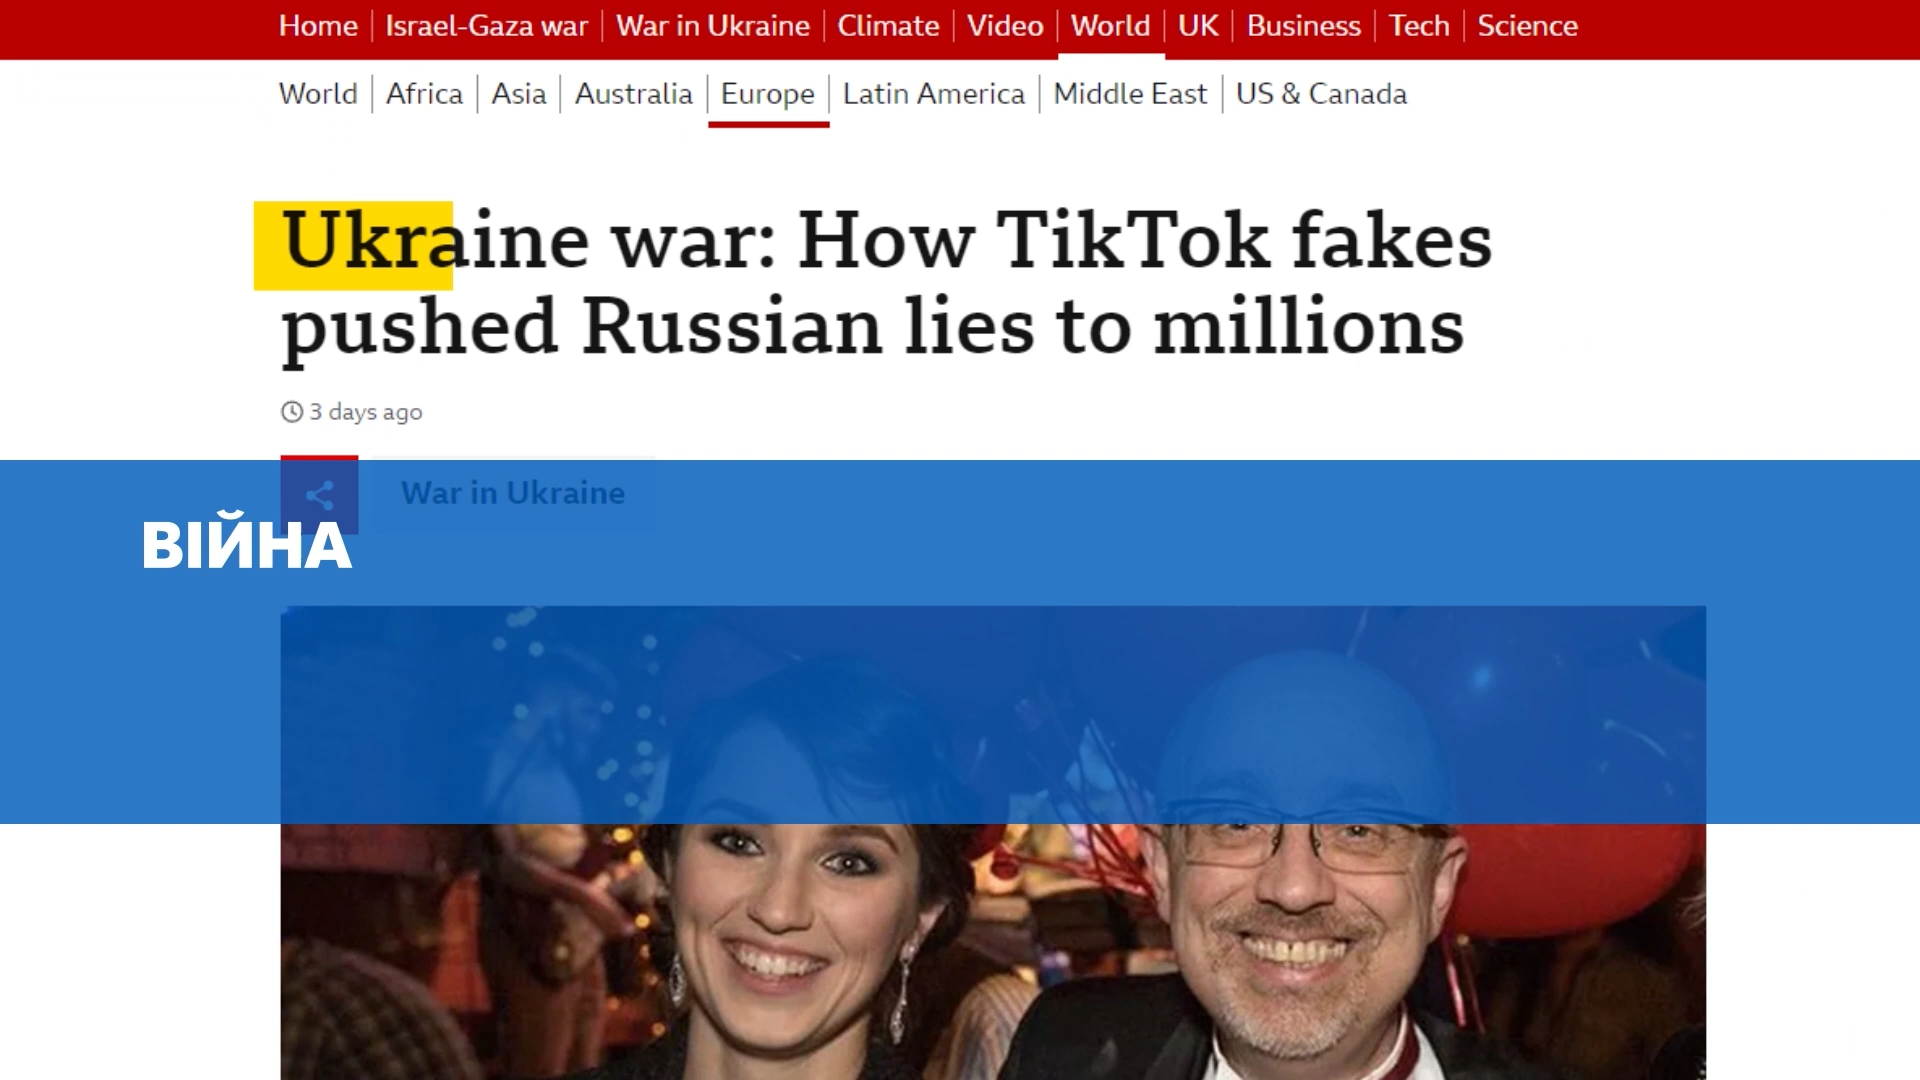 Home Israel-Gaza war War in Ukraine Climate Video World UK Business Tech Science
World Africa Asia Australia Europe Latin America Middle East US & Canada
Ukraine war: How TikTok fakes
pushed Russian lies to millions
3 days ago
War in Ukraine
ВІЙНА